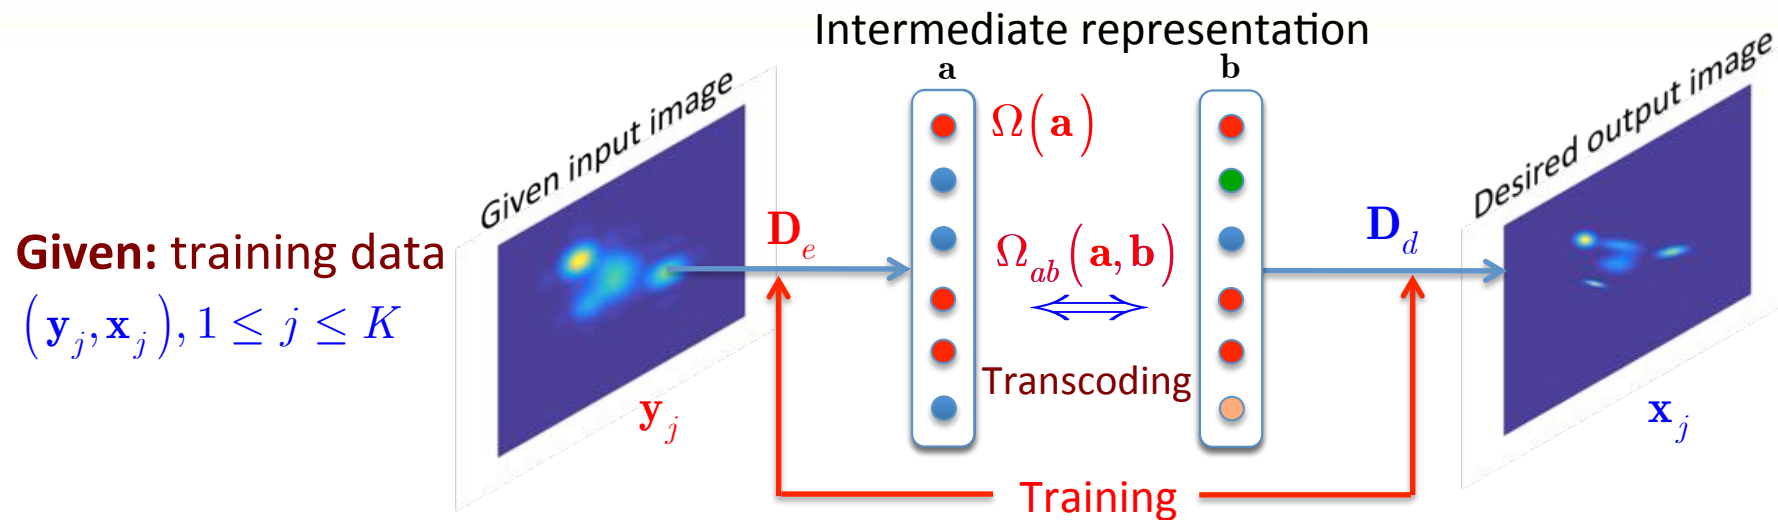 Intermediate representation
a
b
Given input image
Desired output image
Ω(a)
D_e
Ω_ab(a,b)
D_d
Given: training data
(y_j, x_j), 1 ≤ j ≤ K
Transcoding
y_j
x_j
Training